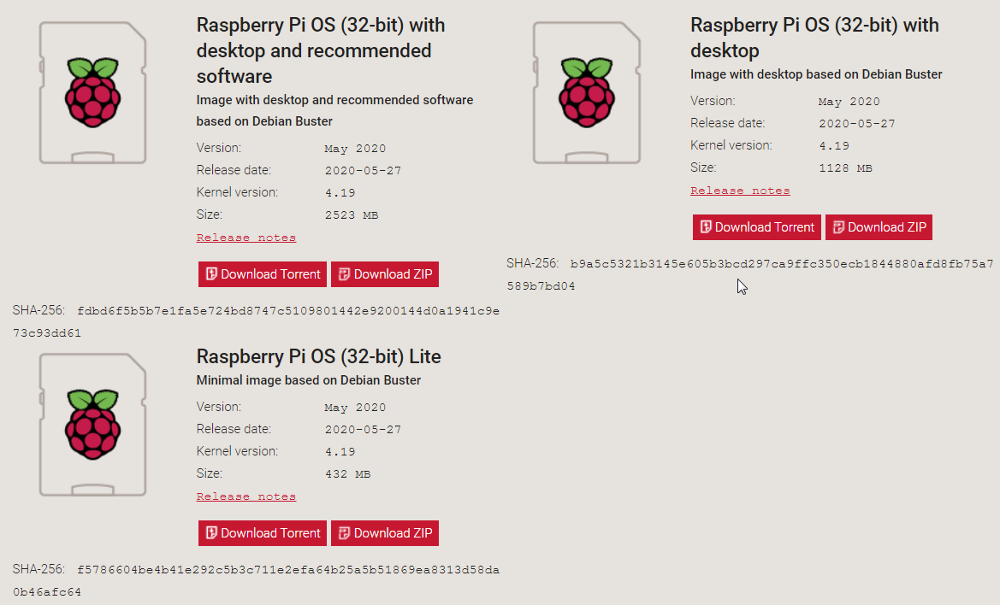 Raspberry Pi OS (32-bit) with
desktop and recommended
software
Image with desktop and recommended software
based on Debian Buster
Version: May 2020
Release date: 2020-05-27
Kernel version: 4.19
Size: 2523 MB
Release notes
Download Torrent Download ZIP
SHA-256: fdbd6f5b5b7e1fa5e724bd8747c5109801442e9200144d0a1941c9e
73c93dd61
Raspberry Pi OS (32-bit) with
desktop
Image with desktop based on Debian Buster
Version: May 2020
Release date: 2020-05-27
Kernel version: 4.19
Size: 1128 MB
Release notes
Download Torrent Download ZIP
SHA-256: b9a5c5321b3145e605b3bcd297ca9ffc350ecb1844880afd8fb75a7
589b7bd04
Raspberry Pi OS (32-bit) Lite
Minimal image based on Debian Buster
Version: May 2020
Release date: 2020-05-27
Kernel version: 4.19
Size: 432 MB
Release notes
Download Torrent Download ZIP
SHA-256: f5786604be4b41e292c5b3c711e2efa64b25a5b51869ea8313d58da
0b46afc64